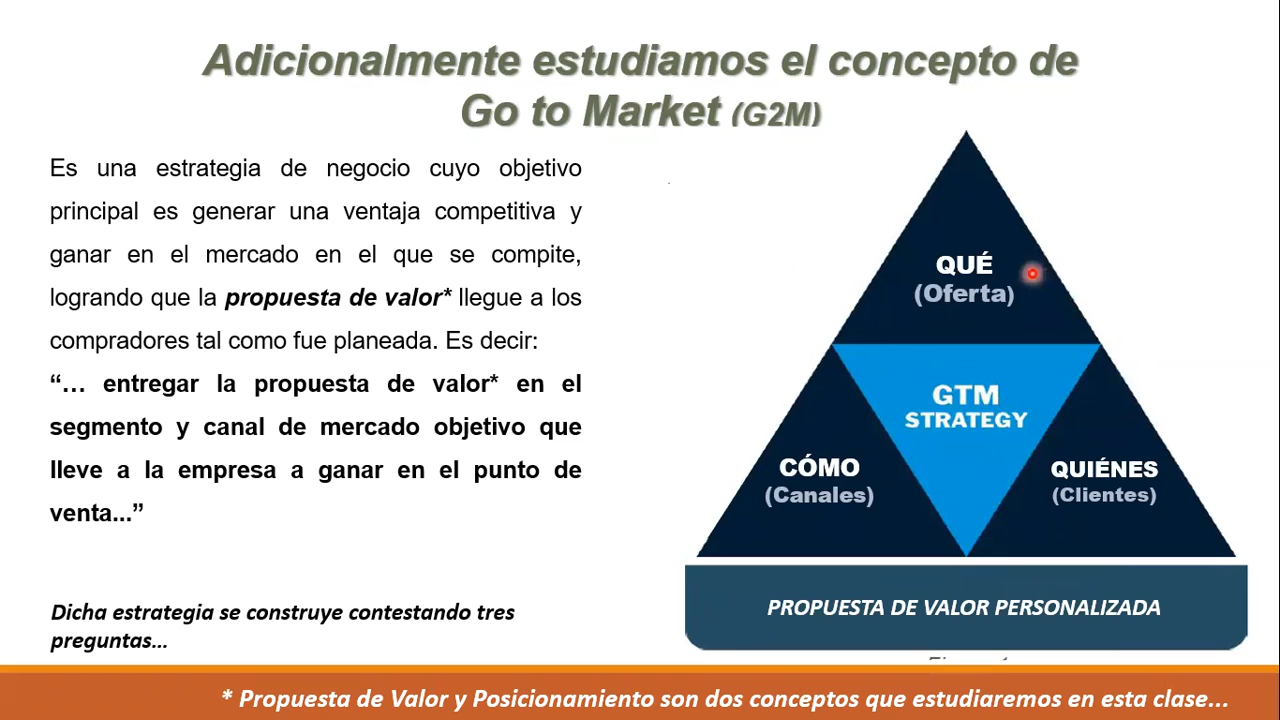 Adicionalmente estudiamos el concepto de
Go to Market (G2M)
Es una estrategia de negocio cuyo objetivo
principal es generar una ventaja competitiva y
ganar en el mercado en el que se compite,
logrando que la propuesta de valor* llegue a los
compradores tal como fue planeada. Es decir:
“… entregar la propuesta de valor* en el
segmento y canal de mercado objetivo que
lleve a la empresa a ganar en el punto de
venta...”
Dicha estrategia se construye contestando tres
preguntas...
QUÉ
(Oferta)
GTM
STRATEGY
CÓMO
(Canales)
QUIÉNES
(Clientes)
PROPUESTA DE VALOR PERSONALIZADA
* Propuesta de Valor y Posicionamiento son dos conceptos que estudiaremos en esta clase...